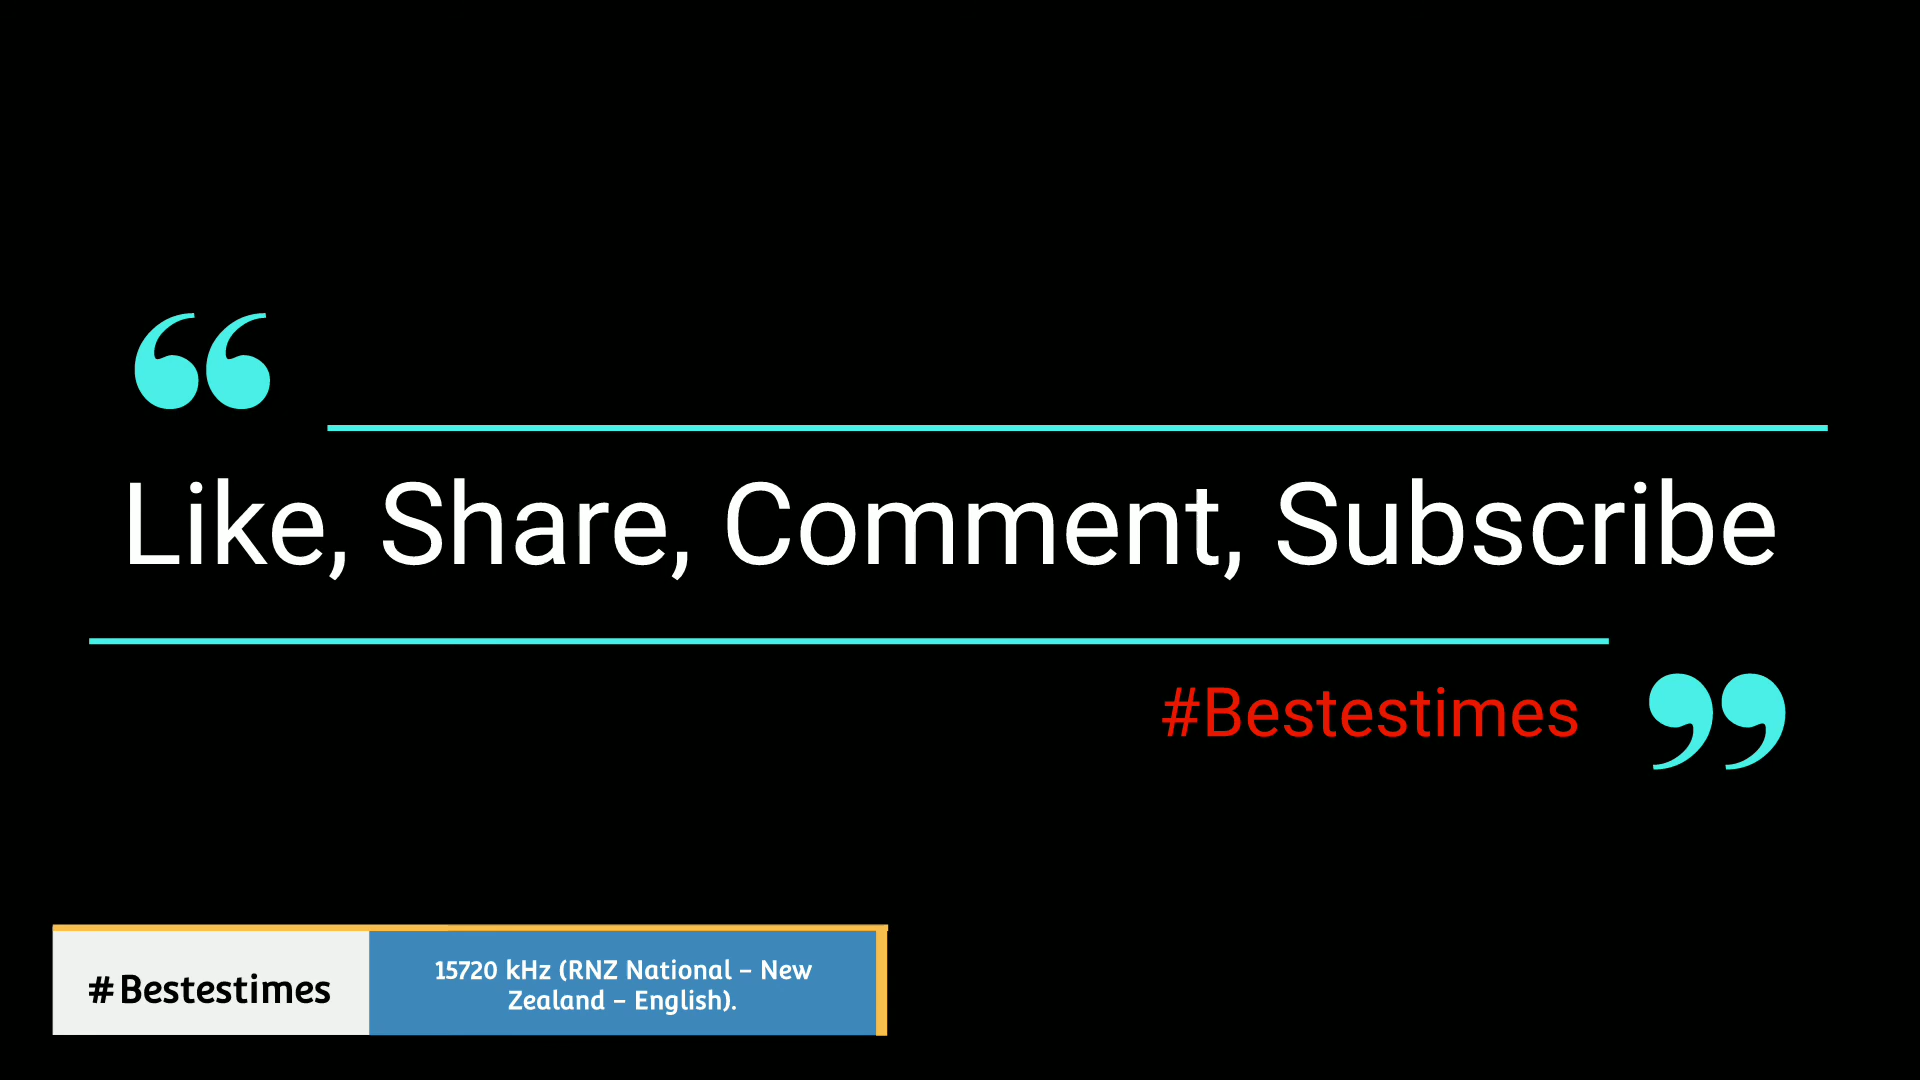 Like, Share, Comment, Subscribe
#Bestestimes
#Bestestimes
15720 kHz (RNZ National - New
Zealand - English).